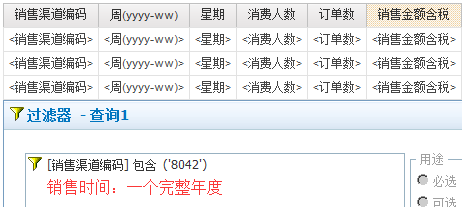 销售渠道编码 周(yyyy-ww) 星期 消费人数 订单数 销售金额含税
<销售渠道编码> <周(yyyy-ww)> <星期> <消费人数> <订单数> <销售金额含税>
<销售渠道编码> <周(yyyy-ww)> <星期> <消费人数> <订单数> <销售金额含税>
<销售渠道编码> <周(yyyy-ww)> <星期> <消费人数> <订单数> <销售金额含税>
过滤器 - 查询1
[销售渠道编码] 包含（'8042'） 用途
销售时间：一个完整年度 必选
可选